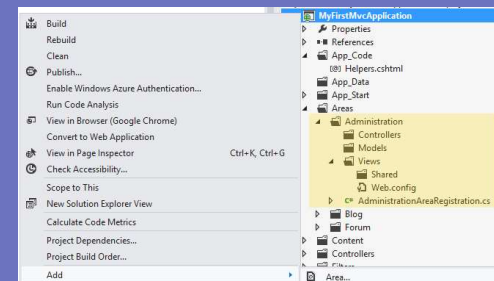 Build
Rebuild
Clean
Publish...
Enable Windows Azure Authentication...
Run Code Analysis
View in Browser (Google Chrome)
Convert to Web Application
View in Page Inspector Ctrl+K, Ctrl+G
Check Accessibility...
Scope to This
New Solution Explorer View
Calculate Code Metrics
Project Dependencies...
Project Build Order...
Add
MyFirstMvcApplication
Properties
References
App_Code
Helpers.cshtml
App_Data
App_Start
Areas
Administration
Controllers
Models
Views
Shared
Web.config
C# AdministrationAreaRegistration.cs
Blog
Forum
Content
Controllers
Filters
Area...